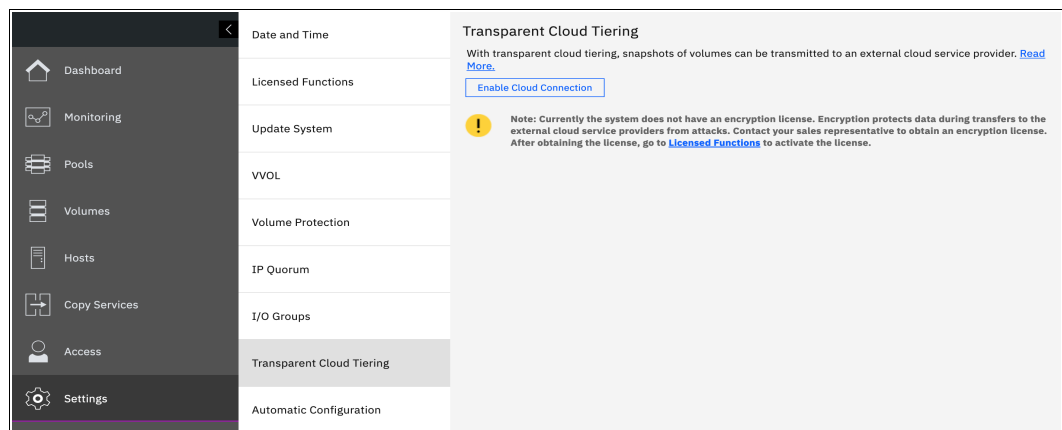 Dashboard
Monitoring
Pools
Volumes
Hosts
Copy Services
Access
Settings
Date and Time
Licensed Functions
Update System
VVOL
Volume Protection
IP Quorum
I/O Groups
Transparent Cloud Tiering
Automatic Configuration
Transparent Cloud Tiering
With transparent cloud tiering, snapshots of volumes can be transmitted to an external cloud service provider. Read
More.
Enable Cloud Connection
Note: Currently the system does not have an encryption license. Encryption protects data during transfers to the
external cloud service providers from attacks. Contact your sales representative to obtain an encryption license.
After obtaining the license, go to Licensed Functions to activate the license.